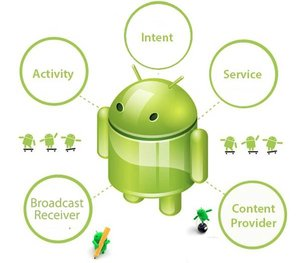 Intent
Activity
Service
Broadcast
Receiver
Content
Provider